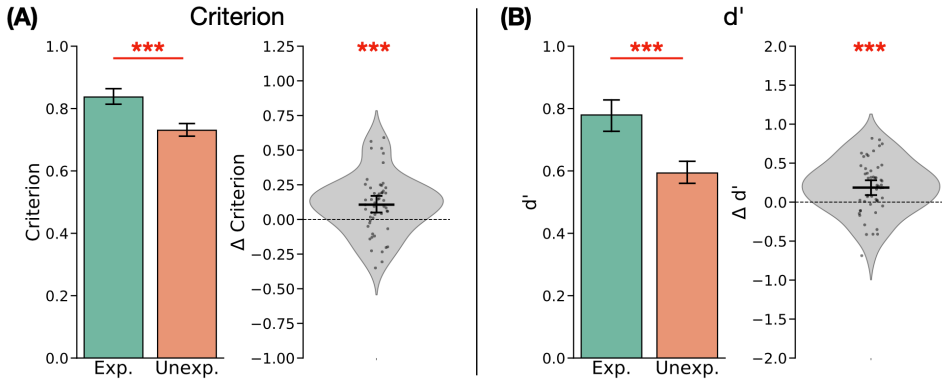 (A)
Criterion
Criterion
1.0
0.8
0.6
0.4
0.2
0.0
***
Exp.
Unexp.
Δ Criterion
1.25
1.00
0.75
0.50
0.25
0.00
−0.25
−0.50
−0.75
−1.00
***
(B)
d'
d'
1.0
0.8
0.6
0.4
0.2
0.0
***
Exp.
Unexp.
Δ d'
2.0
1.5
1.0
0.5
0.0
−0.5
−1.0
−1.5
−2.0
***